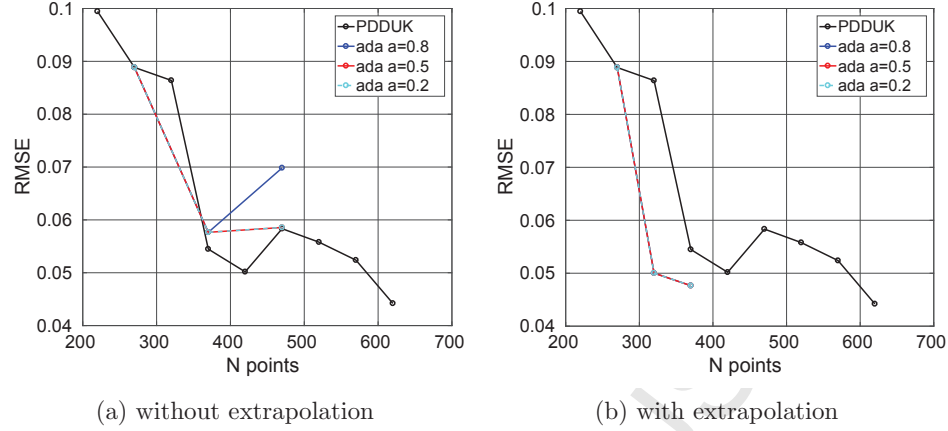 0.1
0.09
0.08
0.07
0.06
0.05
0.04
RMSE
200 300 400 500 600 700
N points
PDDUK
ada a=0.8
ada a=0.5
ada a=0.2
(a) without extrapolation
0.1
0.09
0.08
0.07
0.06
0.05
0.04
RMSE
200 300 400 500 600 700
N points
PDDUK
ada a=0.8
ada a=0.5
ada a=0.2
(b) with extrapolation